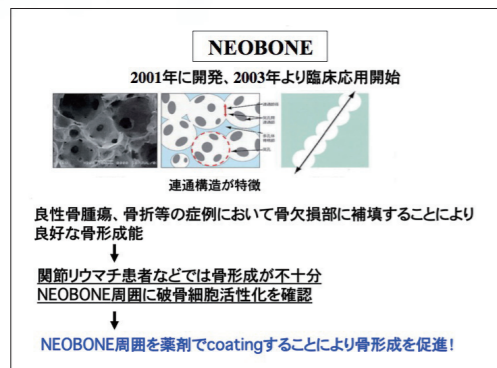 NEOBONE
2001年に開発、2003年より臨床応用開始
連通構造が特徴
良性骨腫瘍、骨折等の症例において骨欠損部に補填することにより
良好な骨形成能
関節リウマチ患者などでは骨形成が不十分
NEOBONE周囲に破骨細胞活性化を確認
NEOBONE周囲を薬剤でcoatingすることにより骨形成を促進!